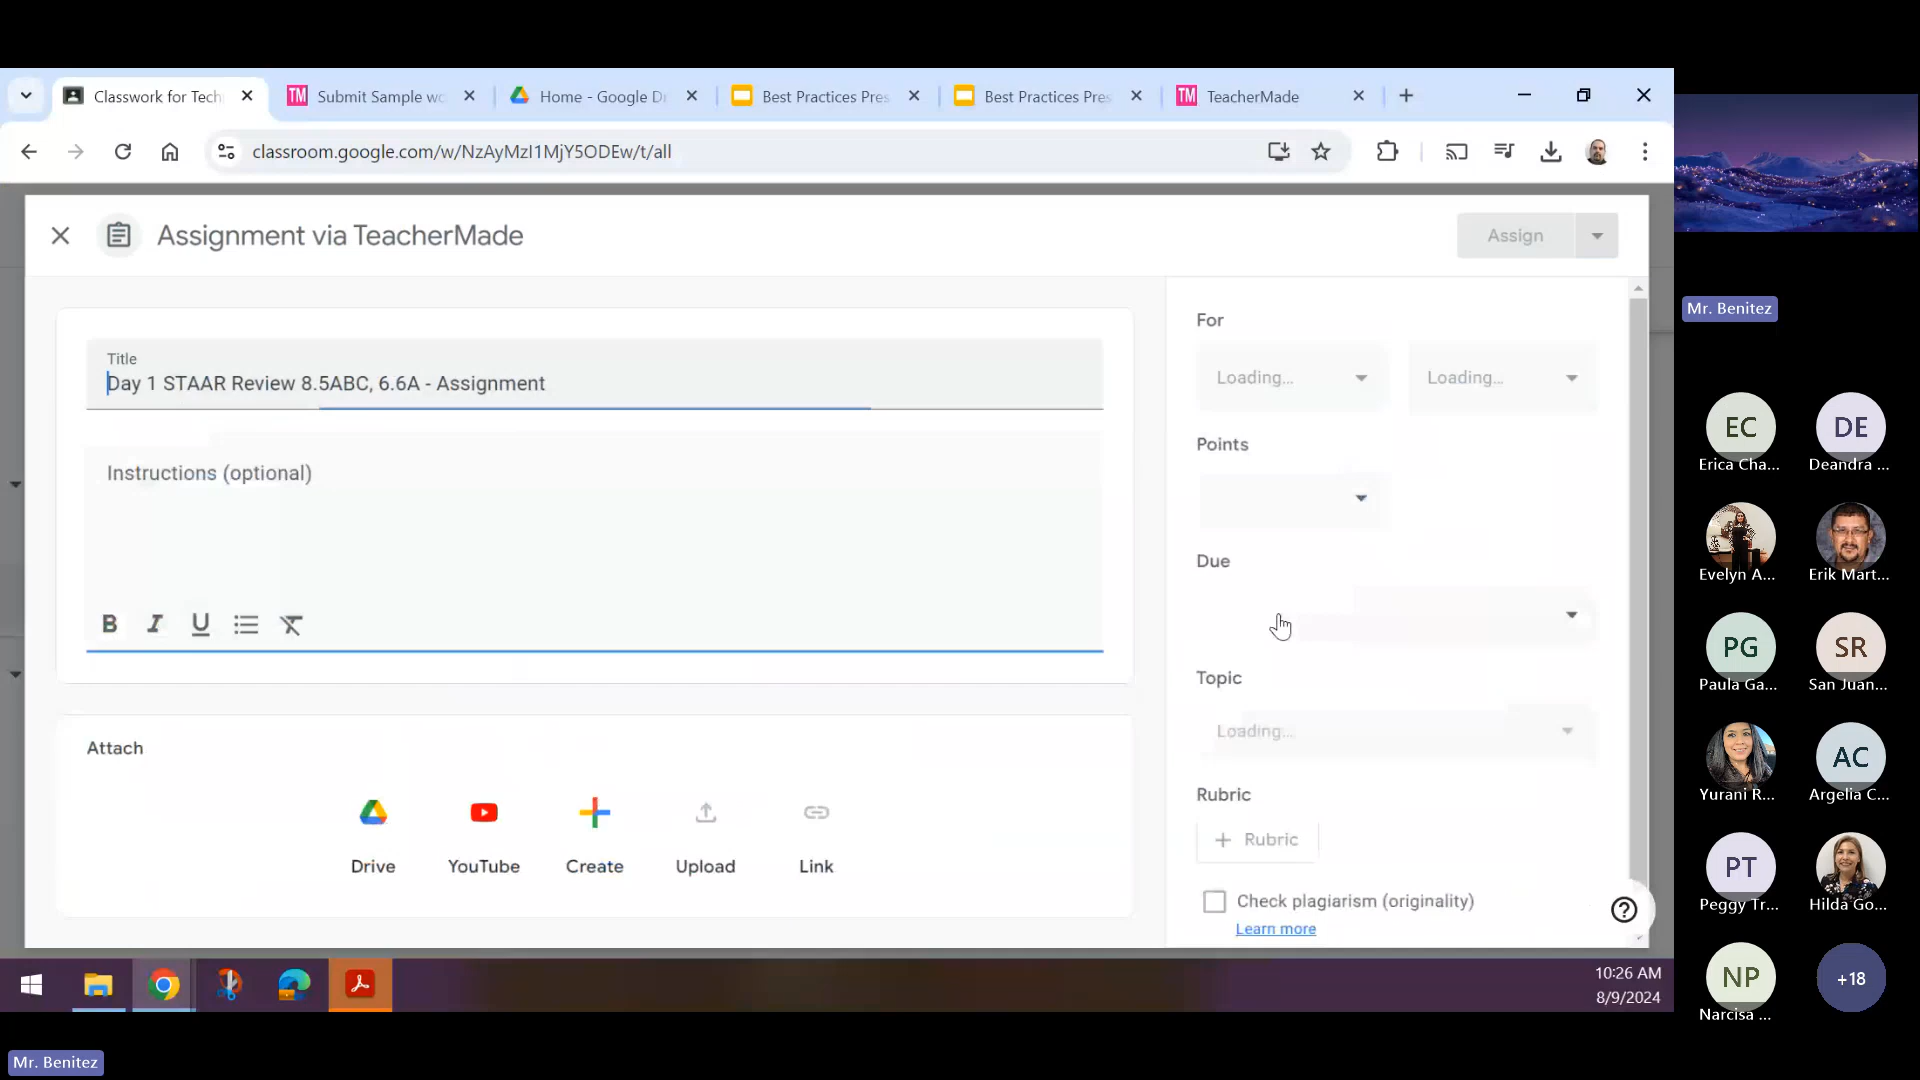 Classwork for Tech
Submit Sample wo
Home - Google Dr
Best Practices Pres
Best Practices Pres
TeacherMade
classroom.google.com/w/NzAyMzI1MjY5ODEw/t/all
Assignment via TeacherMade
Assign
Title
Day 1 STAAR Review 8.5ABC, 6.6A - Assignment
Instructions (optional)
B I U
Attach
Drive
YouTube
Create
Upload
Link
For
Loading...
Loading...
Points
Due
Topic
Loading...
Rubric
+ Rubric
Check plagiarism (originality)
Learn more
10:26 AM
8/9/2024
Mr. Benitez
Mr. Benitez
EC
Erica Cha...
DE
Deandra ...
Evelyn A...
Erik Mart...
PG
Paula Ga...
SR
San Juan...
Yurani R...
AC
Argelia C...
PT
Peggy Tr...
Hilda Go...
NP
Narcisa ...
+18